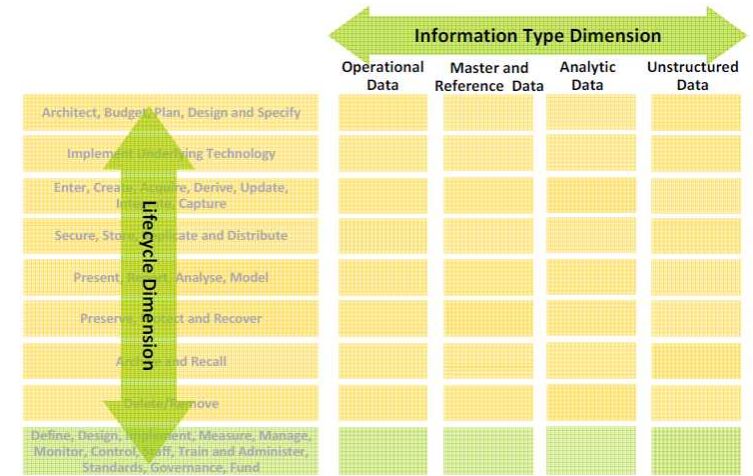 Information Type Dimension
Operational Data
Master and Reference Data
Analytic Data
Unstructured Data
Lifecycle Dimension
Architect, Budget, Plan, Design and Specify
Implement Underlying Technology
Enter, Create, Acquire, Derive, Update,
Capture
Secure, Store, Replicate and Distribute
Present, Report, Analyse, Model
Preserve, Protect and Recover
Archive and Recall
Delete/Remove
Define, Design, Implement, Measure, Manage,
Monitor, Control, Staff, Train and Administer,
Standards, Governance, Fund